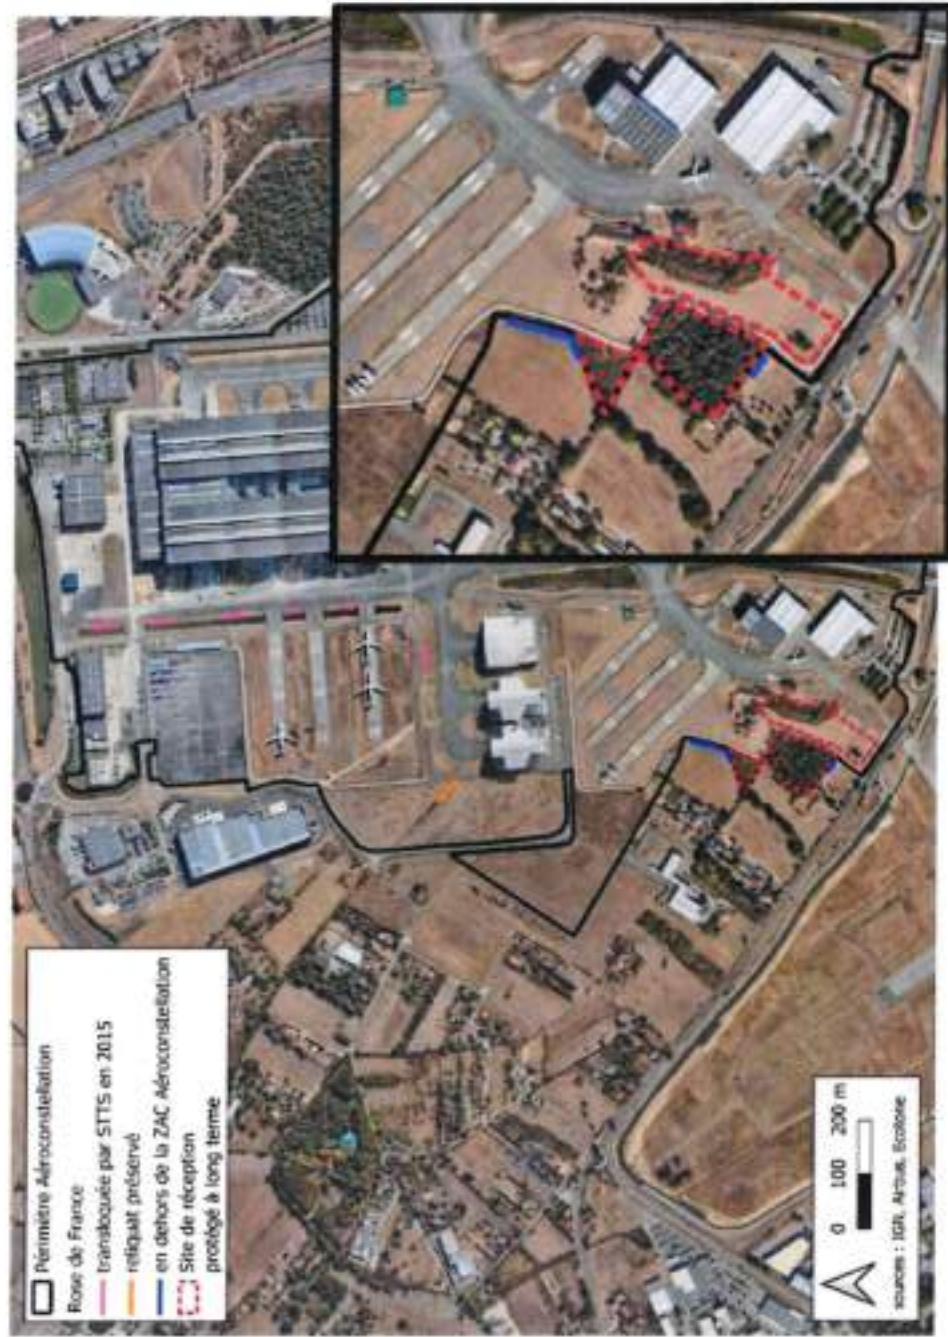 Périmètre Aéroconstellation
Rose de France
transloquée par STTS en 2015
reliquat préservé
en dehors de la ZAC Aéroconstellation
Site de réception
protégé à long terme
0 100 200 m
sources : IGN, Airbus, Ecotone